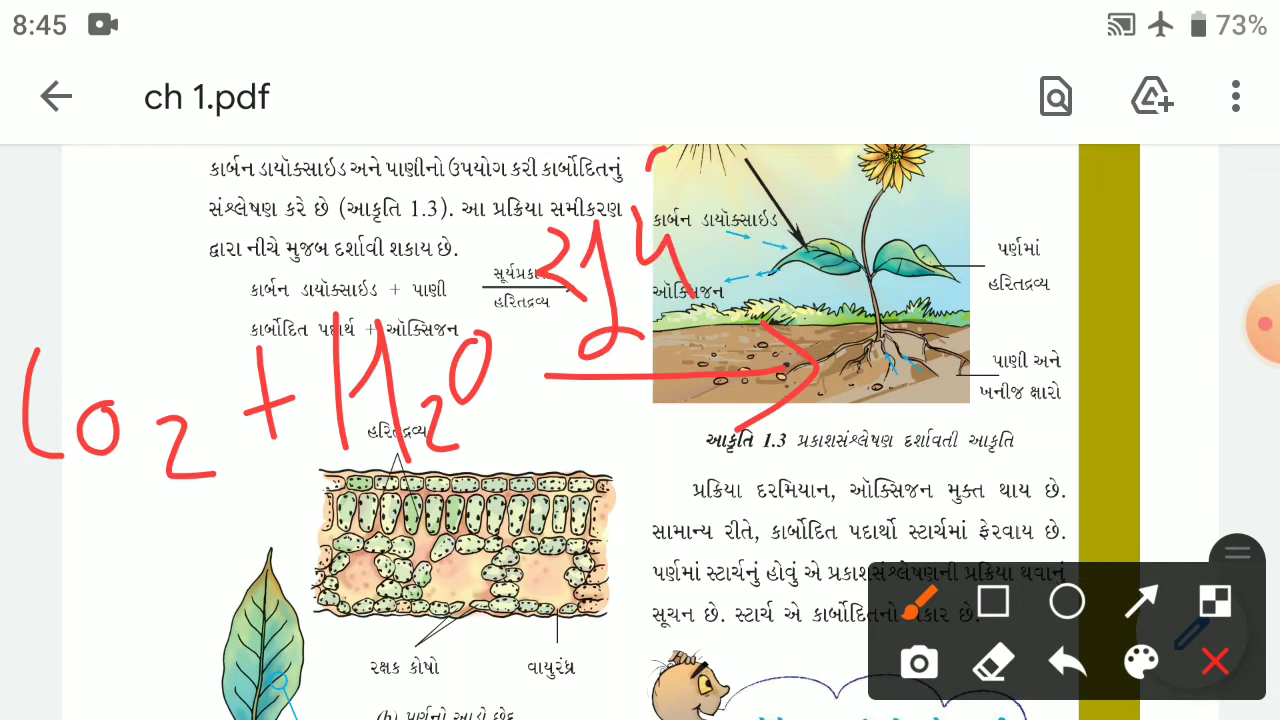 8:45
73%
ch 1.pdf
કાર્બન ડાયૉક્સાઇડ અને પાણીનો ઉપયોગ કરી કાર્બોદિતનું
સંશ્લેષણ કરે છે (આકૃતિ 1.3). આ પ્રક્રિયા સમીકરણ
દ્વારા નીચે મુજબ દર્શાવી શકાય છે.
કાર્બન ડાયૉક્સાઇડ + પાણી
હરિતદ્રવ્ય
કાર્બોદિત પદાર્થ + ઑક્સિજન
CO2 + H2O
સૂર્ય
હરિતદ્રવ્ય
રક્ષક કોષો
વાયુરંધ્ર
(b) પર્ણનો આડો છેદ
કાર્બન ડાયૉક્સાઇડ
ઑક્સિજન
પર્ણમાં
હરિતદ્રવ્ય
પાણી અને
ખનીજ ક્ષારો
આકૃતિ 1.3 પ્રકાશસંશ્લેષણ દર્શાવતી આકૃતિ
પ્રક્રિયા દરમિયાન, ઑક્સિજન મુક્ત થાય છે.
સામાન્ય રીતે, કાર્બોદિત પદાર્થો સ્ટાર્ચમાં ફેરવાય છે.
પર્ણમાં સ્ટાર્ચનું હોવું એ પ્રકાશસંશ્લેષણની પ્રક્રિયા થવાનું
સૂચન છે. સ્ટાર્ચ એ કાર્બોદિતનો પ્રકાર છે.